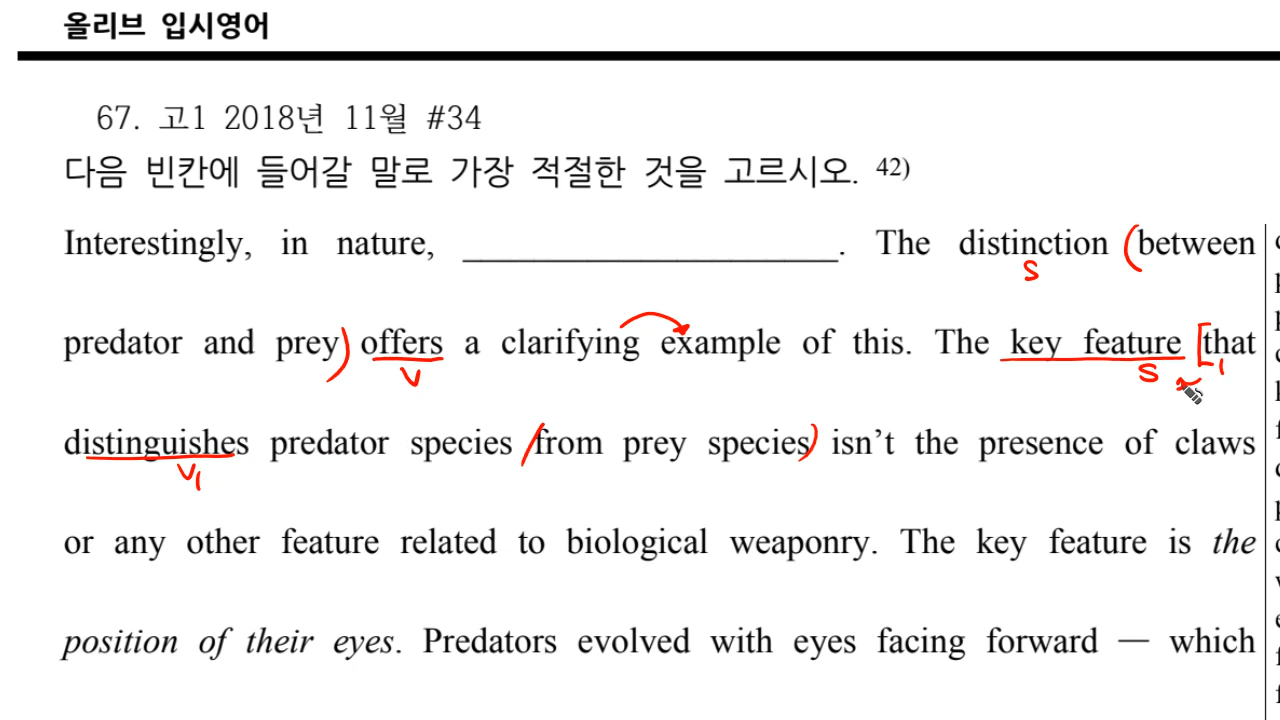 올리브 입시영어
67. 고1 2018년 11월 #34
다음 빈칸에 들어갈 말로 가장 적절한 것을 고르시오. 42)
Interestingly, in nature, ____________________. The distinction (between
S
predator and prey) offers a clarifying example of this. The key feature [that
V
S
1
distinguishes predator species (from prey species) isn't the presence of claws
V1
or any other feature related to biological weaponry. The key feature is the
position of their eyes. Predators evolved with eyes facing forward — which